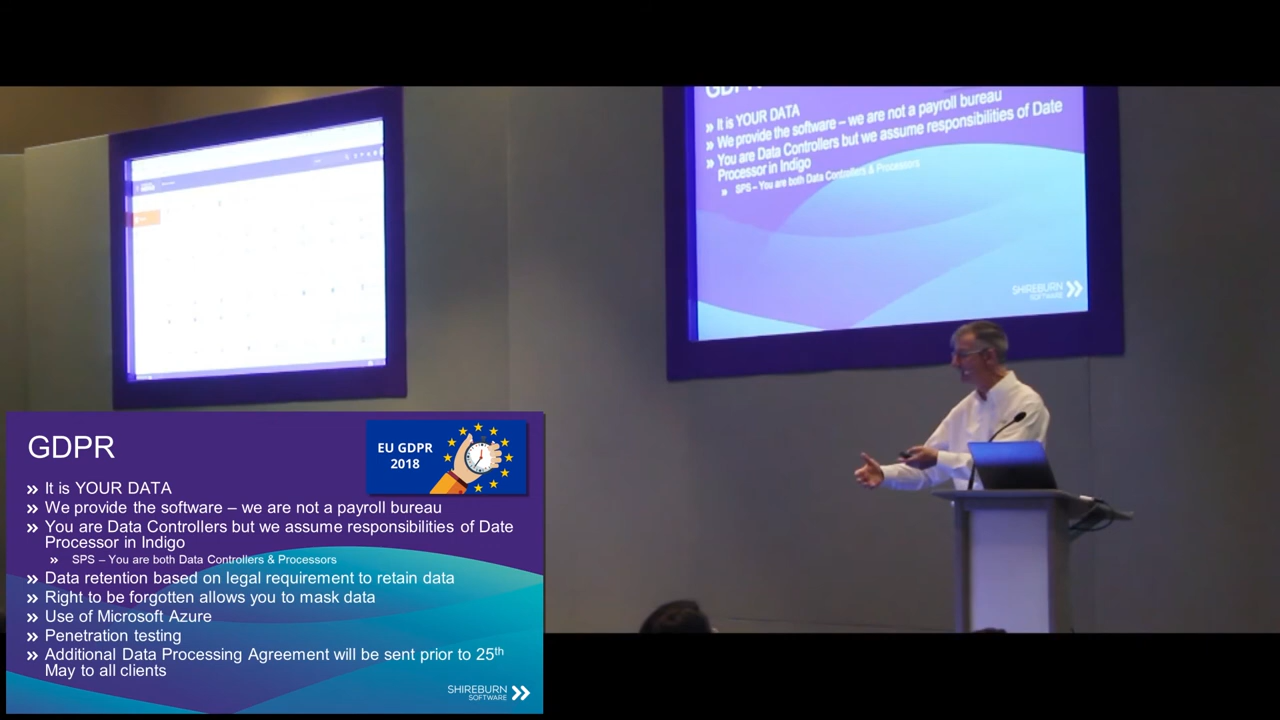 GDPR
» It is YOUR DATA
» We provide the software – we are not a payroll bureau
» You are Data Controllers but we assume responsibilities of Date
Processor in Indigo
» SPS – You are both Data Controllers & Processors
SHIREBURN
SOFTWARE
GDPR
EU GDPR
2018
» It is YOUR DATA
» We provide the software – we are not a payroll bureau
» You are Data Controllers but we assume responsibilities of Date
Processor in Indigo
» SPS – You are both Data Controllers & Processors
» Data retention based on legal requirement to retain data
» Right to be forgotten allows you to mask data
» Use of Microsoft Azure
» Penetration testing
» Additional Data Processing Agreement will be sent prior to 25th
May to all clients
SHIREBURN
SOFTWARE